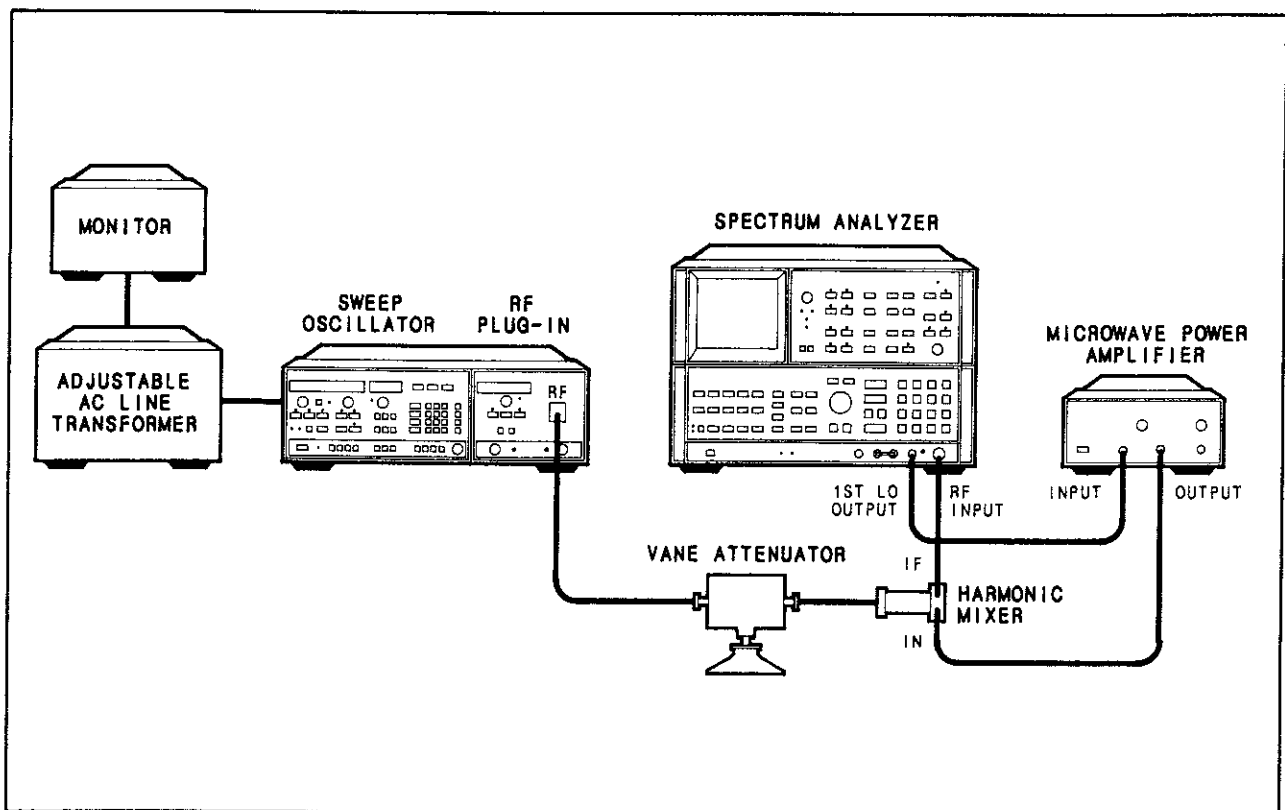 MONITOR
ADJUSTABLE
AC LINE
TRANSFORMER
SWEEP
OSCILLATOR
RF
PLUG-IN
RF
SPECTRUM ANALYZER
MICROWAVE POWER
AMPLIFIER
1ST LO
OUTPUT
RF
INPUT
INPUT
OUTPUT
VANE ATTENUATOR
IF
HARMONIC
MIXER
IN